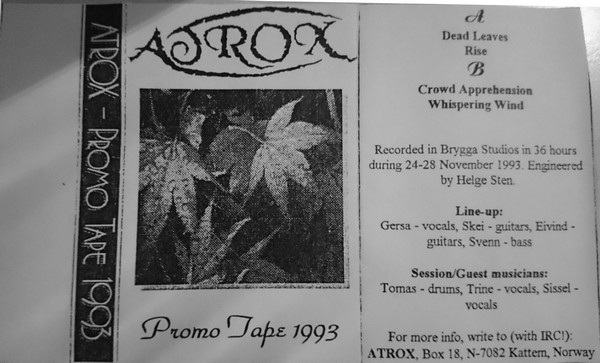 ATROX - PROMO TAPE 1993
ATROX
Promo Tape 1993
A
Dead Leaves
Rise
B
Crowd Apprehension
Whispering Wind
Recorded in Brygga Studios in 36 hours
during 24-28 November 1993. Engineered
by Helge Sten.
Line-up:
Gersa - vocals, Skei - guitars, Eivind -
guitars, Svenn - bass
Session/Guest musicians:
Tomas - drums, Trine - vocals, Sissel -
vocals
For more info, write to (with IRC!):
ATROX, Box 18, N-7082 Kattem, Norway